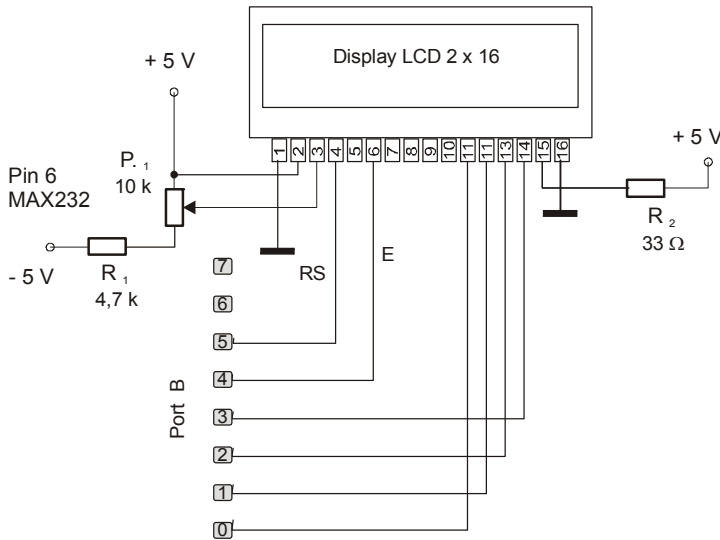 Display LCD 2 x 16
+ 5 V
1 2 3 4 5 6 7 8 9 10 11 11 13 14 15 16
+ 5 V
P. 1
10 k
Pin 6
MAX232
R 2
33 Ω
- 5 V
R 1
4,7 k
RS
E
7
6
5
4
3
2
1
0
Port B